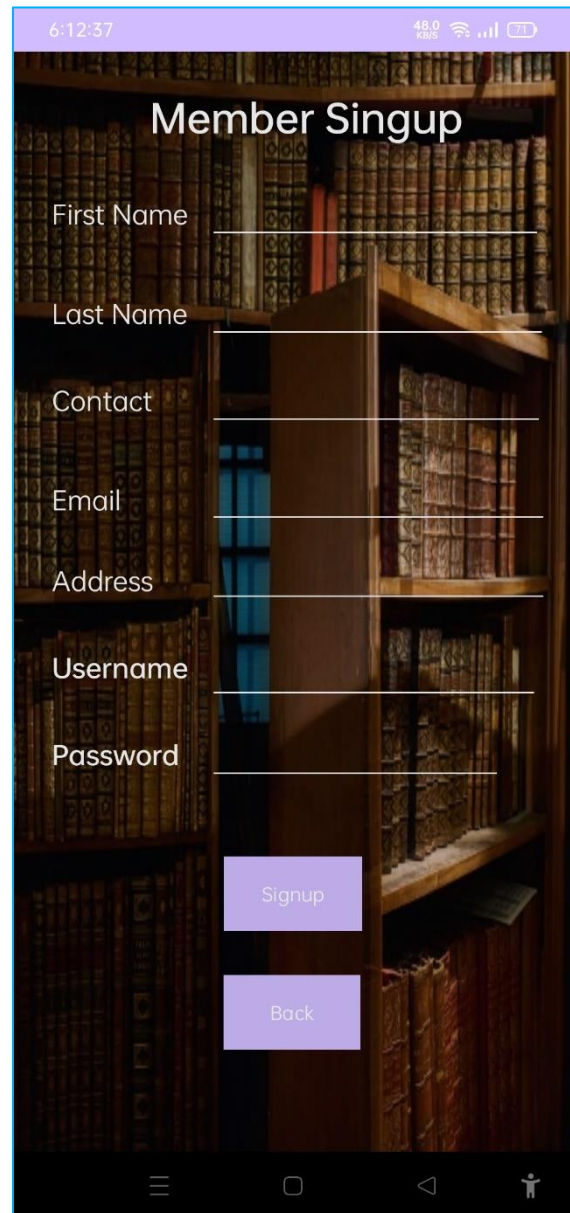 6:12:37 48.0 KB/S 71
Member Singup
First Name
Last Name
Contact
Email
Address
Username
Password
Signup
Back